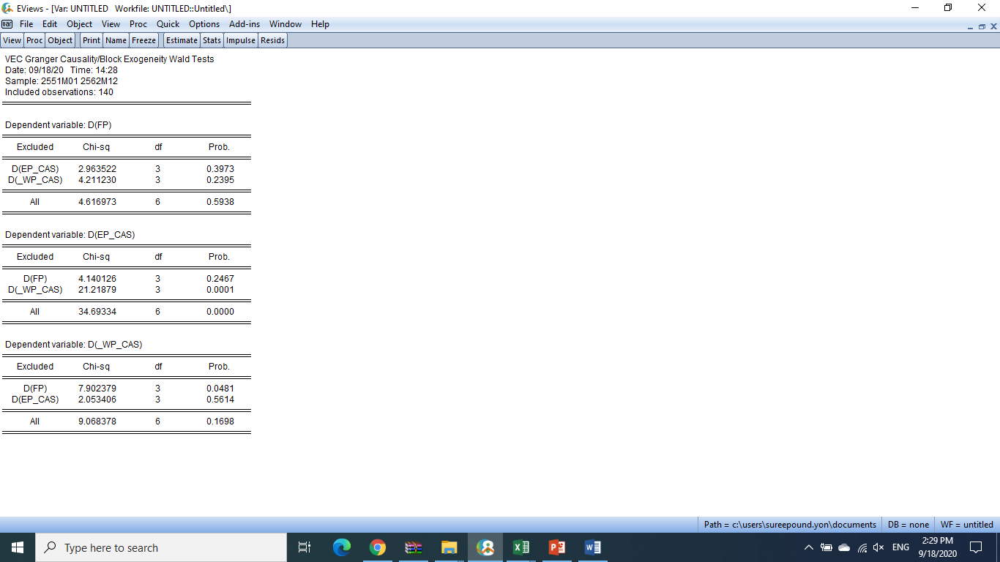 EViews - [Var: UNTITLED   Workfile: UNTITLED::Untitled\]
var File Edit Object View Proc Quick Options Add-ins Window Help
View Proc Object Print Name Freeze Estimate Stats Impulse Resids
VEC Granger Causality/Block Exogeneity Wald Tests
Date: 09/18/20   Time: 14:28
Sample: 2551M01 2562M12
Included observations: 140
Dependent variable: D(FP)
Excluded Chi-sq df Prob.
D(EP_CAS) 2.963522 3 0.3973
D(_WP_CAS) 4.211230 3 0.2395
All 4.616973 6 0.5938
Dependent variable: D(EP_CAS)
Excluded Chi-sq df Prob.
D(FP) 4.140126 3 0.2467
D(_WP_CAS) 21.21879 3 0.0001
All 34.69334 6 0.0000
Dependent variable: D(_WP_CAS)
Excluded Chi-sq df Prob.
D(FP) 7.902379 3 0.0481
D(EP_CAS) 2.053406 3 0.5614
All 9.068378 6 0.1698
Path = c:\users\sureepound.yon\documents DB = none WF = untitled
Type here to search
ENG
2:29 PM
9/18/2020